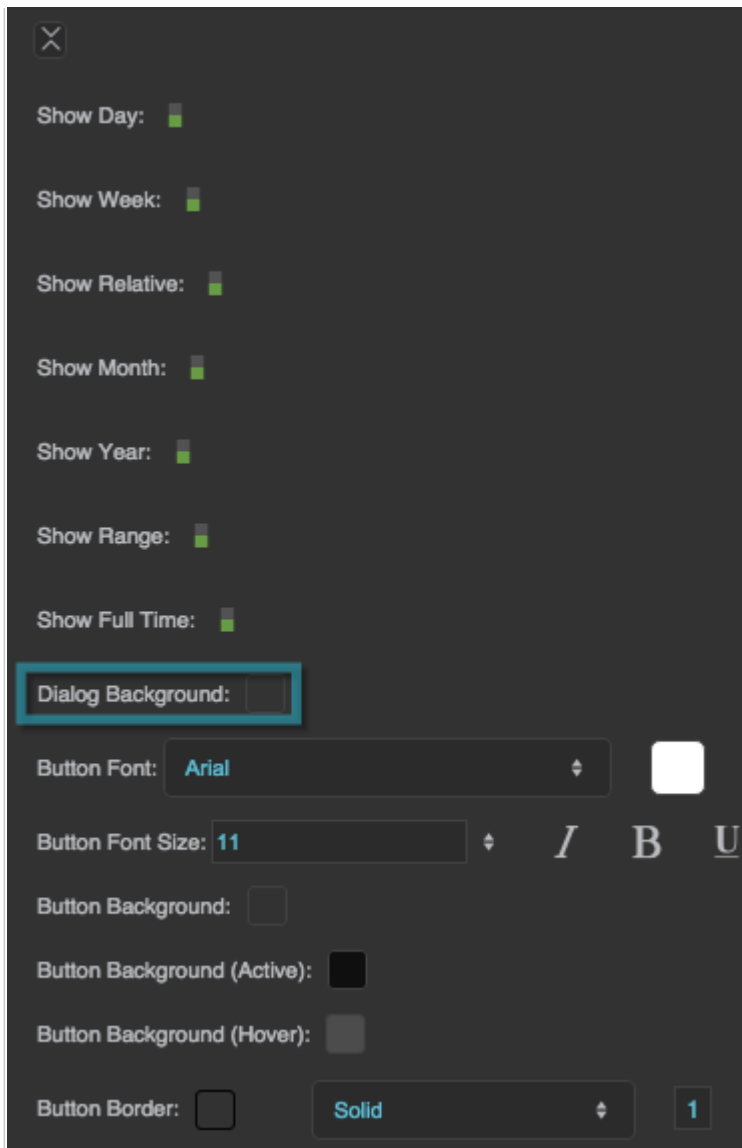 Show Day:
Show Week:
Show Relative:
Show Month:
Show Year:
Show Range:
Show Full Time:
Dialog Background:
Button Font: Arial
Button Font Size: 11 I B U
Button Background:
Button Background (Active):
Button Background (Hover):
Button Border: Solid 1